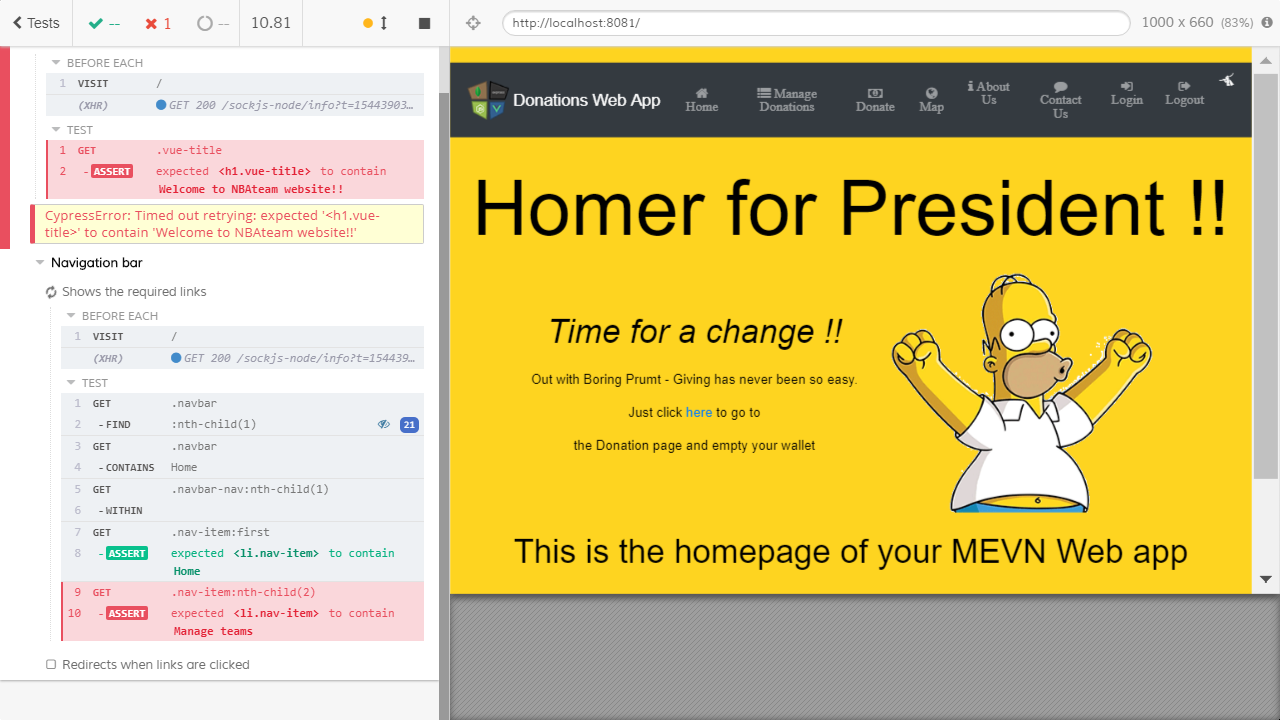 Tests
--
1
--
10.81
http://localhost:8081/
1000 x 660 (83%)
BEFORE EACH
1 VISIT /
(XHR) GET 200 /sockjs-node/info?t=15443903…
TEST
1 GET .vue-title
2 - ASSERT expected <h1.vue-title> to contain
Welcome to NBAteam website!!
CypressError: Timed out retrying: expected '<h1.vue-
title>' to contain 'Welcome to NBAteam website!!'
Navigation bar
Shows the required links
BEFORE EACH
1 VISIT /
(XHR) GET 200 /sockjs-node/info?t=154439…
TEST
1 GET .navbar
2 - FIND :nth-child(1) 21
3 GET .navbar
4 - CONTAINS Home
5 GET .navbar-nav:nth-child(1)
6 - WITHIN
7 GET .nav-item:first
8 - ASSERT expected <li.nav-item> to contain
Home
9 GET .nav-item:nth-child(2)
10 - ASSERT expected <li.nav-item> to contain
Manage teams
Redirects when links are clicked
Donations Web App
Home
Manage
Donations
Donate
Map
About
Us
Contact
Us
Login
Logout
Homer for President !!
Time for a change !!
Out with Boring Prumt - Giving has never been so easy.
Just click here to go to
the Donation page and empty your wallet
This is the homepage of your MEVN Web app